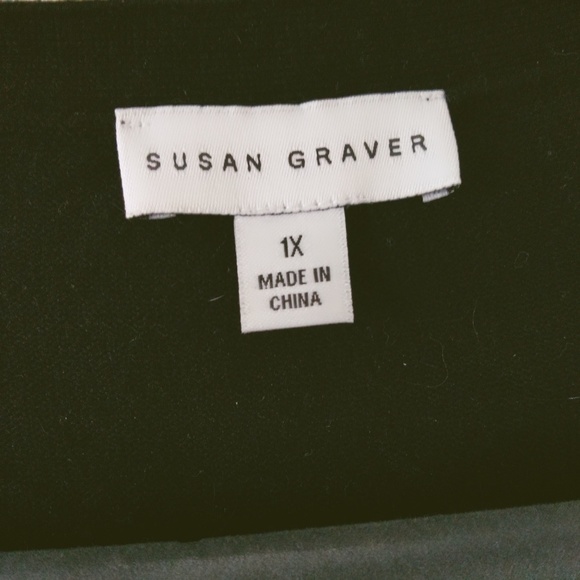 SUSAN GRAVER
1X
MADE IN
CHINA